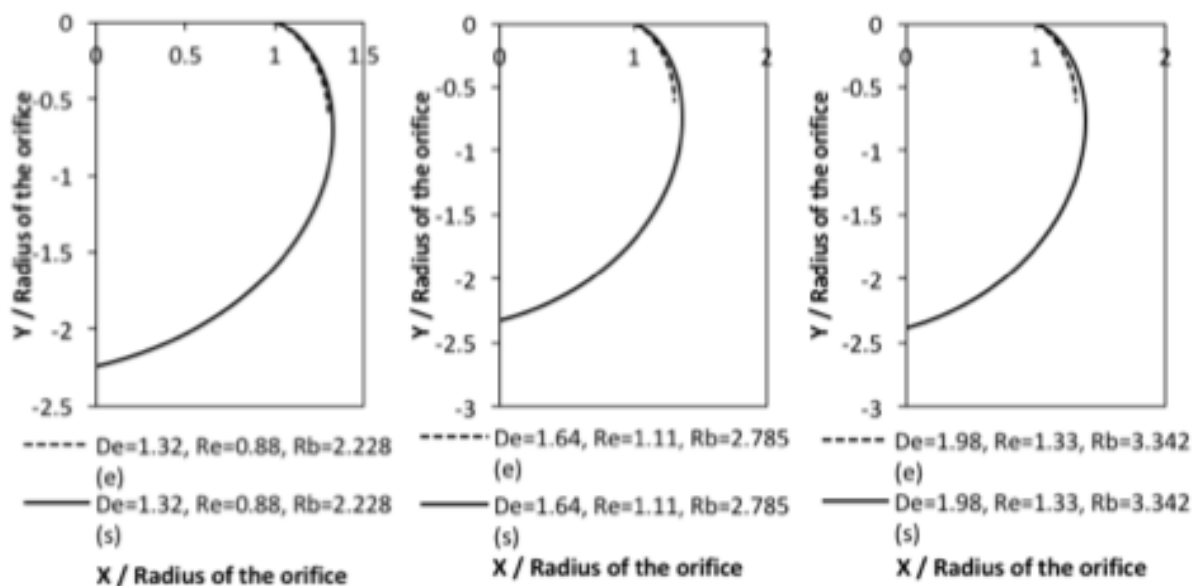 0
0 0.5 1 1.5
-0.5
-1
-1.5
-2
-2.5
Y / Radius of the orifice
De=1.32, Re=0.88, Rb=2.228
(e)
De=1.32, Re=0.88, Rb=2.228
(s)
X / Radius of the orifice
0
0 1 2
-0.5
-1
-1.5
-2
-2.5
-3
Y / Radius of the orifice
De=1.64, Re=1.11, Rb=2.785
(e)
De=1.64, Re=1.11, Rb=2.785
(s)
X / Radius of the orifice
0
0 1 2
-0.5
-1
-1.5
-2
-2.5
-3
Y / Radius of the orifice
De=1.98, Re=1.33, Rb=3.342
(e)
De=1.98, Re=1.33, Rb=3.342
(s)
X / Radius of the orifice